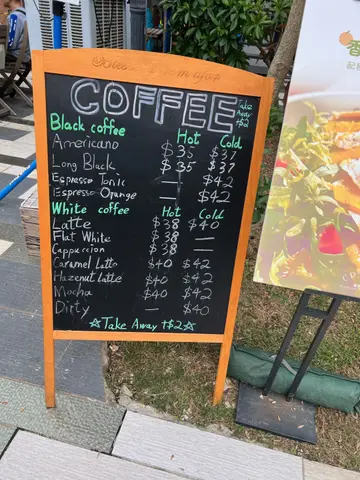 COFFEE
Take Away +$2
Black coffee Hot Cold
Americano $35 $37
Long Black $35 $37
Espresso Tonic — $42
Espresso Orange — $42
White coffee Hot Cold
Latte $38 $40
Flat White $38 —
Cappuccion $38
Caramel Latte $40 $42
Hazenut latte $40 $42
Mocha $40 $42
Dirty — $40
☆Take Away +$2☆